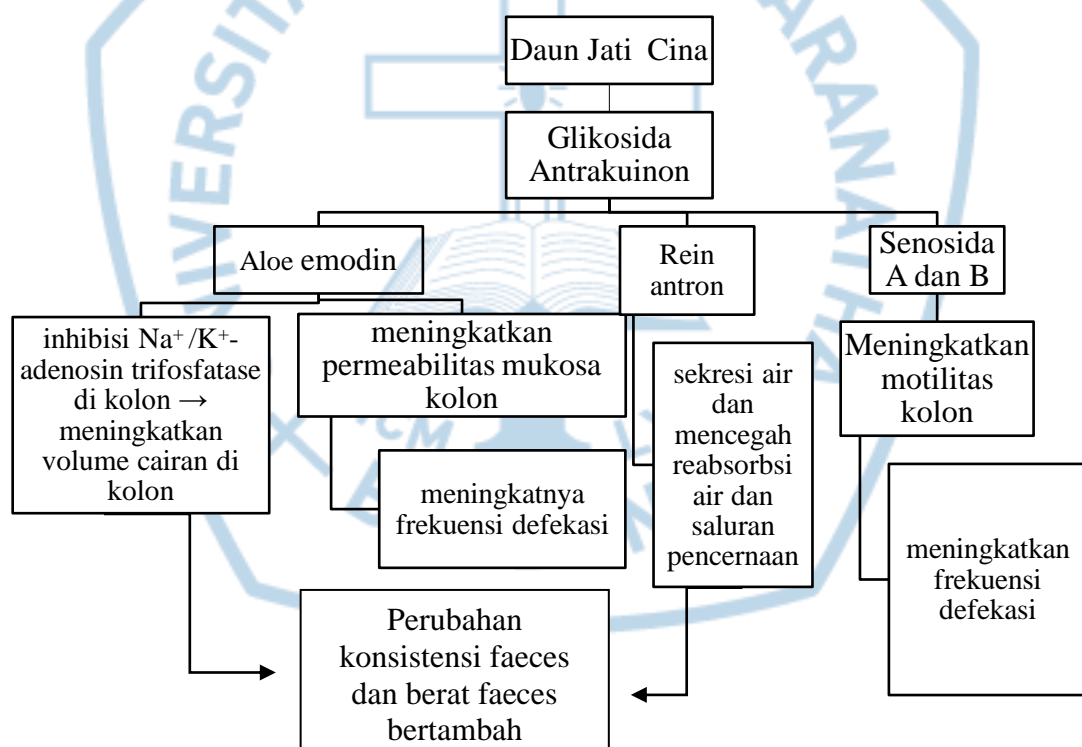 Daun Jati Cina
Glikosida
Antrakuinon
Aloe emodin
Rein
antron
Senosida
A dan B
inhibisi Na⁺/K⁺-
adenosin trifosfatase
di kolon →
meningkatkan
volume cairan di
kolon
meningkatkan
permeabilitas mukosa
kolon
sekresi air
dan
mencegah
reabsorbsi
air dan
saluran
pencernaan
Meningkatkan
motilitas
kolon
meningkatnya
frekuensi defekasi
meningkatkan
frekuensi
defekasi
Perubahan
konsistensi faeces
dan berat faeces
bertambah